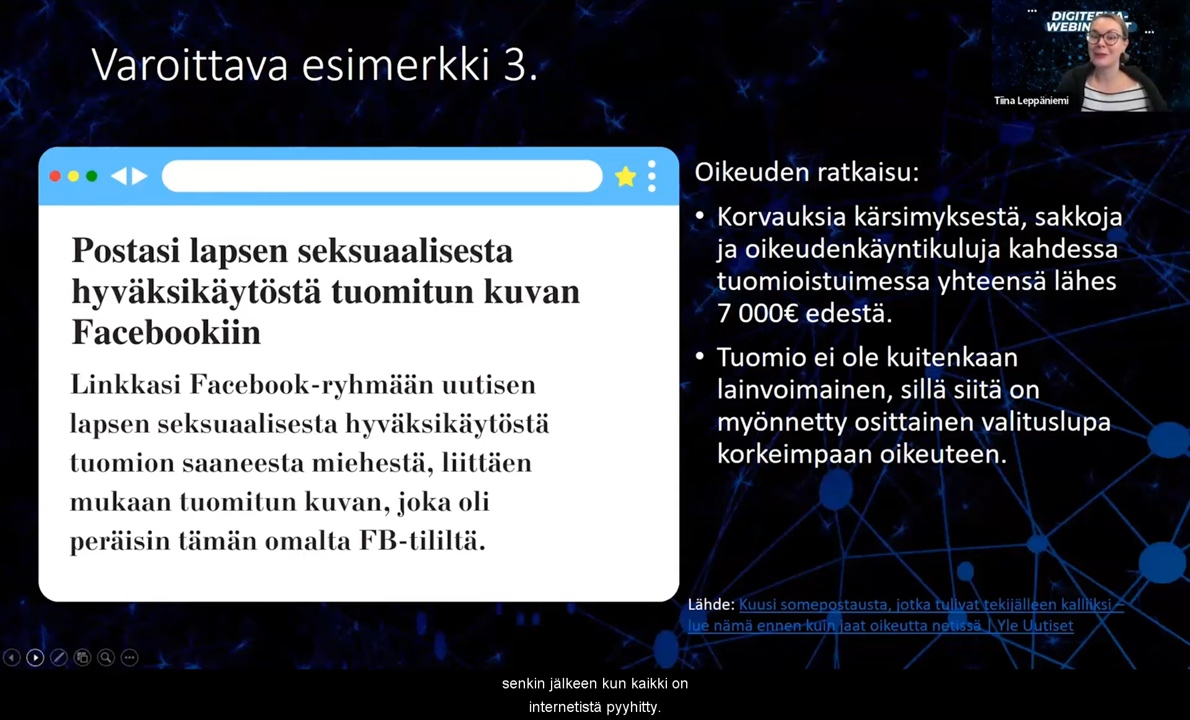 Varoittava esimerkki 3.
DIGITEEMA-
WEBINAARIT
Tiina Leppäniemi
Postasi lapsen seksuaalisesta
hyväksikäytöstä tuomitun kuvan
Facebookiin
Linkkasi Facebook-ryhmään uutisen
lapsen seksuaalisesta hyväksikäytöstä
tuomion saaneesta miehestä, liittäen
mukaan tuomitun kuvan, joka oli
peräisin tämän omalta FB-tililtä.
Oikeuden ratkaisu:
• Korvauksia kärsimyksestä, sakkoja
ja oikeudenkäyntikuluja kahdessa
tuomioistuimessa yhteensä lähes
7 000€ edestä.
• Tuomio ei ole kuitenkaan
lainvoimainen, sillä siitä on
myönnetty osittainen valituslupa
korkeimpaan oikeuteen.
Lähde: Kuusi somepostausta, jotka tulivat tekijälleen kalliiksi –
lue nämä ennen kuin jaat oikeutta netissä | Yle Uutiset
senkin jälkeen kun kaikki on
internetistä pyyhitty.